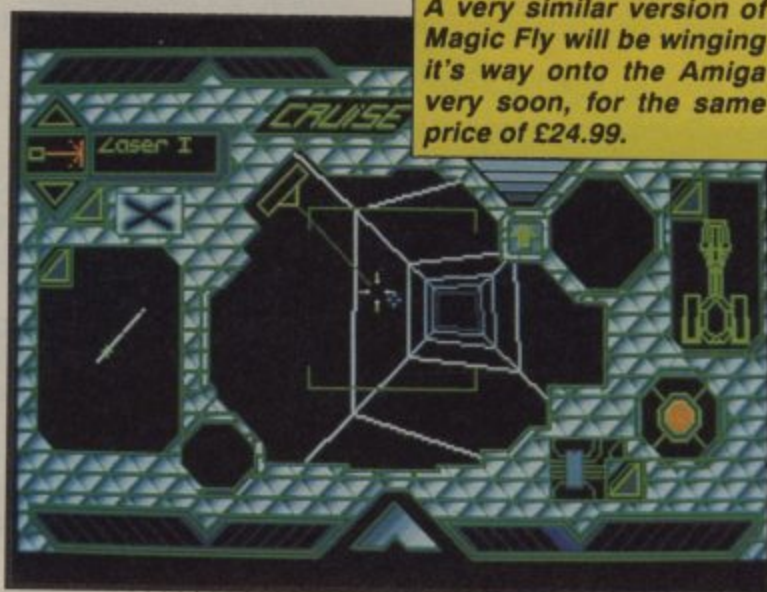 A very similar version of
Magic Fly will be winging
it's way onto the Amiga
very soon, for the same
price of £24.99.
CRUISE
Laser I